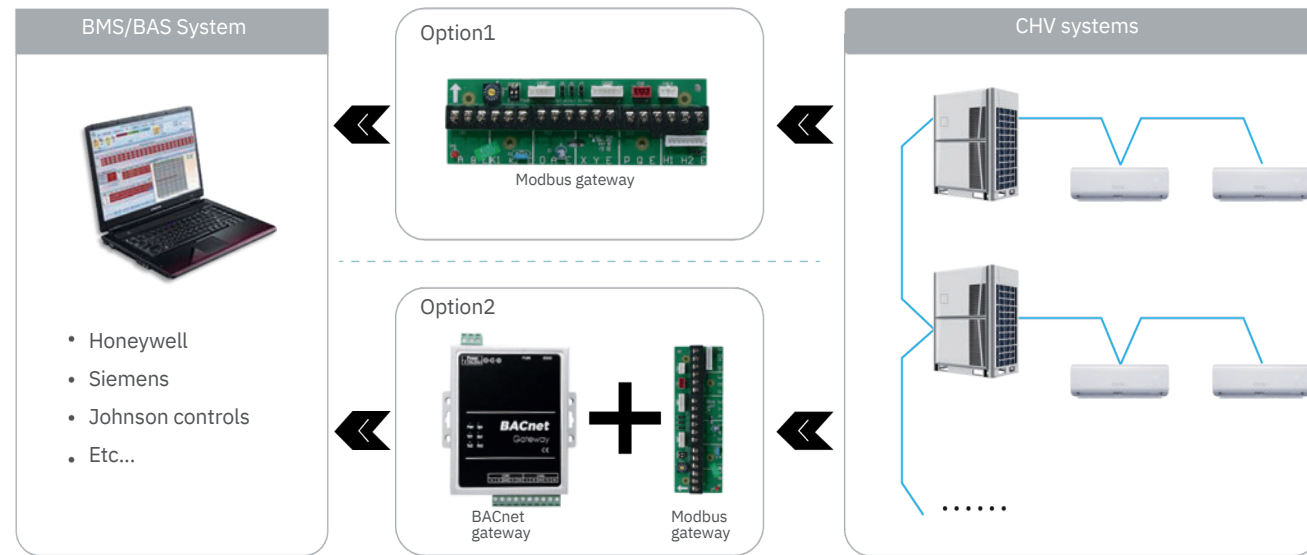 BMS/BAS System
Honeywell
Siemens
Johnson controls
Etc...
Option1
Modbus gateway
Option2
BACnet
Gateway
BACnet
gateway
Modbus
gateway
CHV systems
......